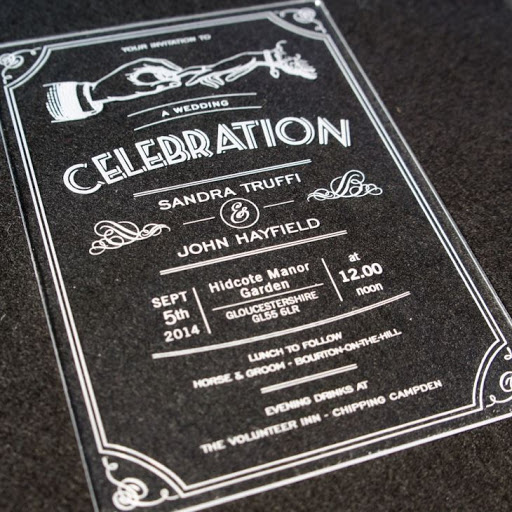 YOUR INVITATION TO
A WEDDING
CELEBRATION
SANDRA TRUFFI
&
JOHN HAYFIELD
SEPT
5th
2014
Hidcote Manor
Garden
GLOUCESTERSHIRE
GL55 6LR
at
12.00
noon
LUNCH TO FOLLOW
HORSE & GROOM - BOURTON-ON-THE-HILL
EVENING DRINKS AT
THE VOLUNTEER INN - CHIPPING CAMPDEN